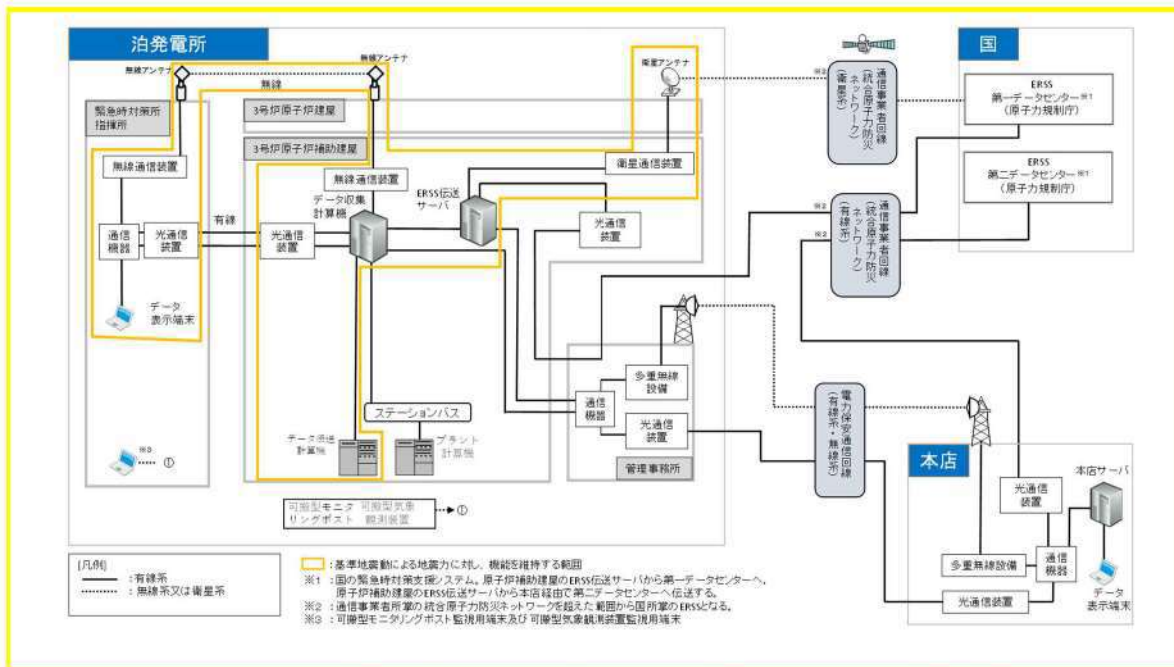 泊発電所
無線アンテナ
無線アンテナ
衛星アンテナ
無線
緊急時対策所
指揮所
3号炉原子炉建屋
3号炉原子炉補助建屋
無線通信装置
無線通信装置
データ収集
計算機
ERSS伝送
サーバ
衛星通信装置
有線
通信
機器
光通信
装置
光通信
装置
光通信
装置
データ
表示端末
ステーションバス
計算機
プラント
計算機
多重無線
設備
通信
機器
光通信
装置
管理事務所
※3
①
可搬型モニタ
リングポスト
可搬型気象
観測装置
①
※2
通信事業者回線
(統合原子力防災
ネットワーク)
(衛星系)
※2
※2
通信事業者回線
(統合原子力防災
ネットワーク)
(有線系)
電力保安通信回線
(有線系・無線系)
国
ERSS
第一データセンター※1
(原子力規制庁)
ERSS
第二データセンター※1
(原子力規制庁)
本店
本店サーバ
光通信
装置
多重無線設備
通信
機器
光通信装置
データ
表示端末
[凡例]
:有線系
:無線系又は衛星系
:基準地震動による地震力に対し、機能を維持する範囲
※1 :国の緊急時対策支援システム。原子炉補助建屋のERSS伝送サーバから第一データセンターへ、
原子炉補助建屋のERSS伝送サーバから本店経由で第二データセンターへ伝送する。
※2 :通信事業者所掌の統合原子力防災ネットワークを超えた範囲から国所掌のERSSとなる。
※3 :可搬型モニタリングポスト監視用端末及び可搬型気象観測装置監視用端末